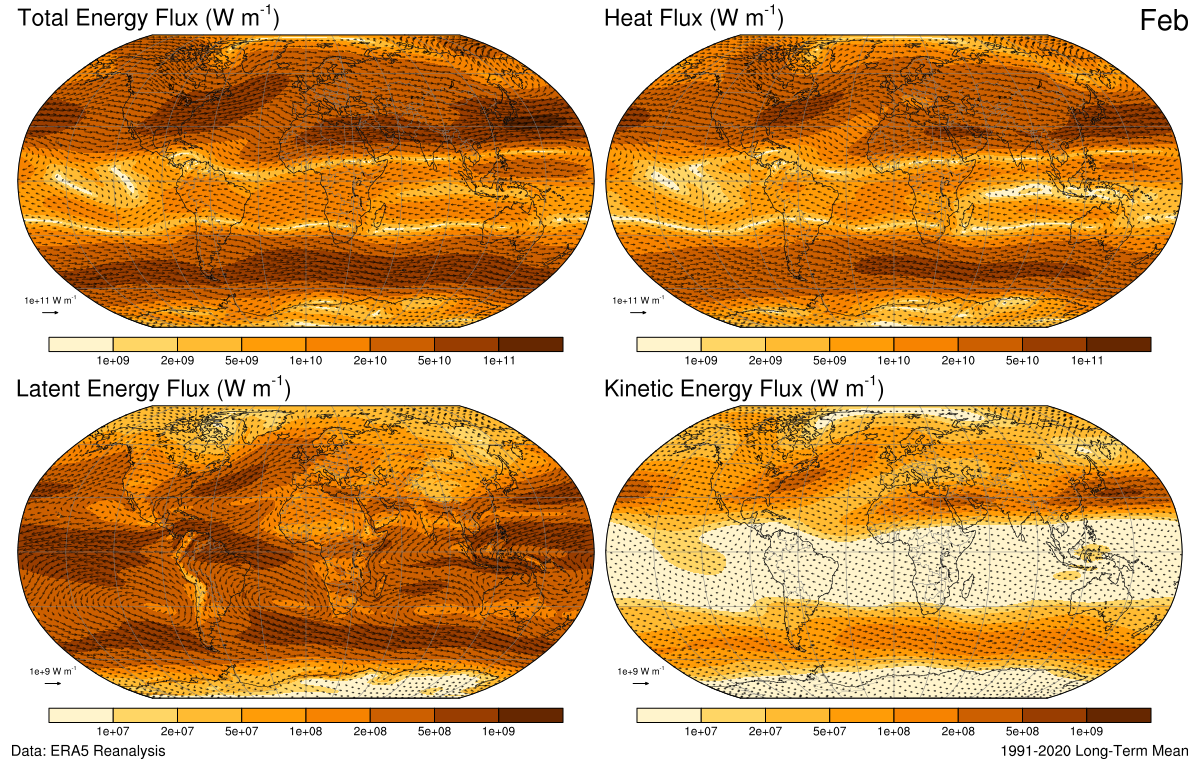 Total Energy Flux (W m-1)
Heat Flux (W m-1)
Feb
1e+11 W m-1
1e+11 W m-1
1e+09 2e+09 5e+09 1e+10 2e+10 5e+10 1e+11
1e+09 2e+09 5e+09 1e+10 2e+10 5e+10 1e+11
Latent Energy Flux (W m-1)
Kinetic Energy Flux (W m-1)
1e+9 W m-1
1e+9 W m-1
1e+07 2e+07 5e+07 1e+08 2e+08 5e+08 1e+09
1e+07 2e+07 5e+07 1e+08 2e+08 5e+08 1e+09
Data: ERA5 Reanalysis
1991-2020 Long-Term Mean